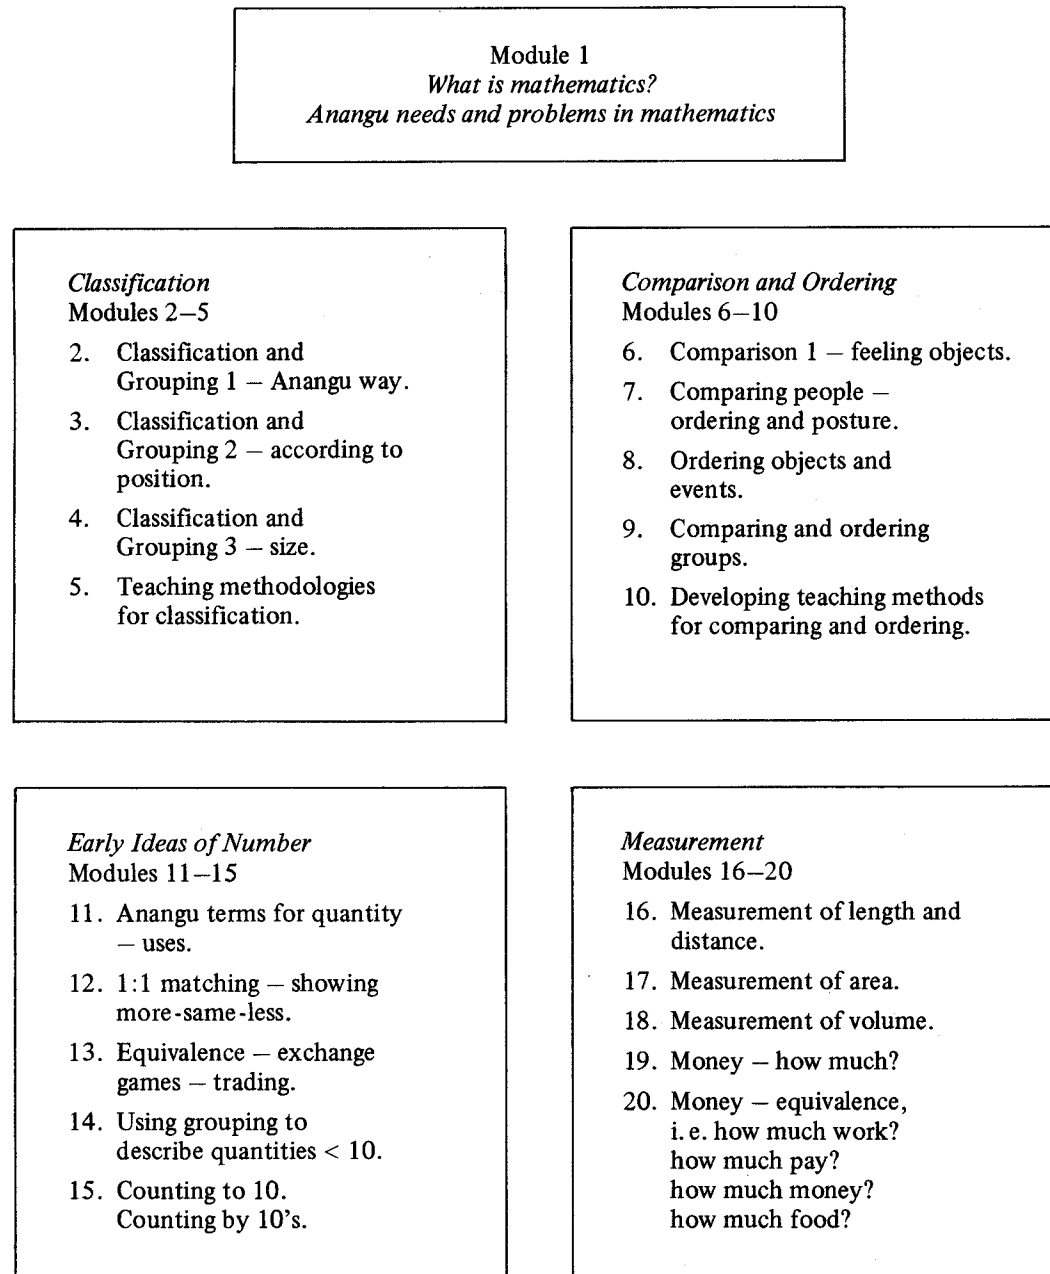 Module 1
What is mathematics?
Anangu needs and problems in mathematics
Classification
Modules 2–5
2. Classification and
Grouping 1 – Anangu way.
3. Classification and
Grouping 2 – according to
position.
4. Classification and
Grouping 3 – size.
5. Teaching methodologies
for classification.
Comparison and Ordering
Modules 6–10
6. Comparison 1 – feeling objects.
7. Comparing people –
ordering and posture.
8. Ordering objects and
events.
9. Comparing and ordering
groups.
10. Developing teaching methods
for comparing and ordering.
Early Ideas of Number
Modules 11–15
11. Anangu terms for quantity
– uses.
12. 1:1 matching – showing
more-same-less.
13. Equivalence – exchange
games – trading.
14. Using grouping to
describe quantities < 10.
15. Counting to 10.
Counting by 10's.
Measurement
Modules 16–20
16. Measurement of length and
distance.
17. Measurement of area.
18. Measurement of volume.
19. Money – how much?
20. Money – equivalence,
i.e. how much work?
how much pay?
how much money?
how much food?